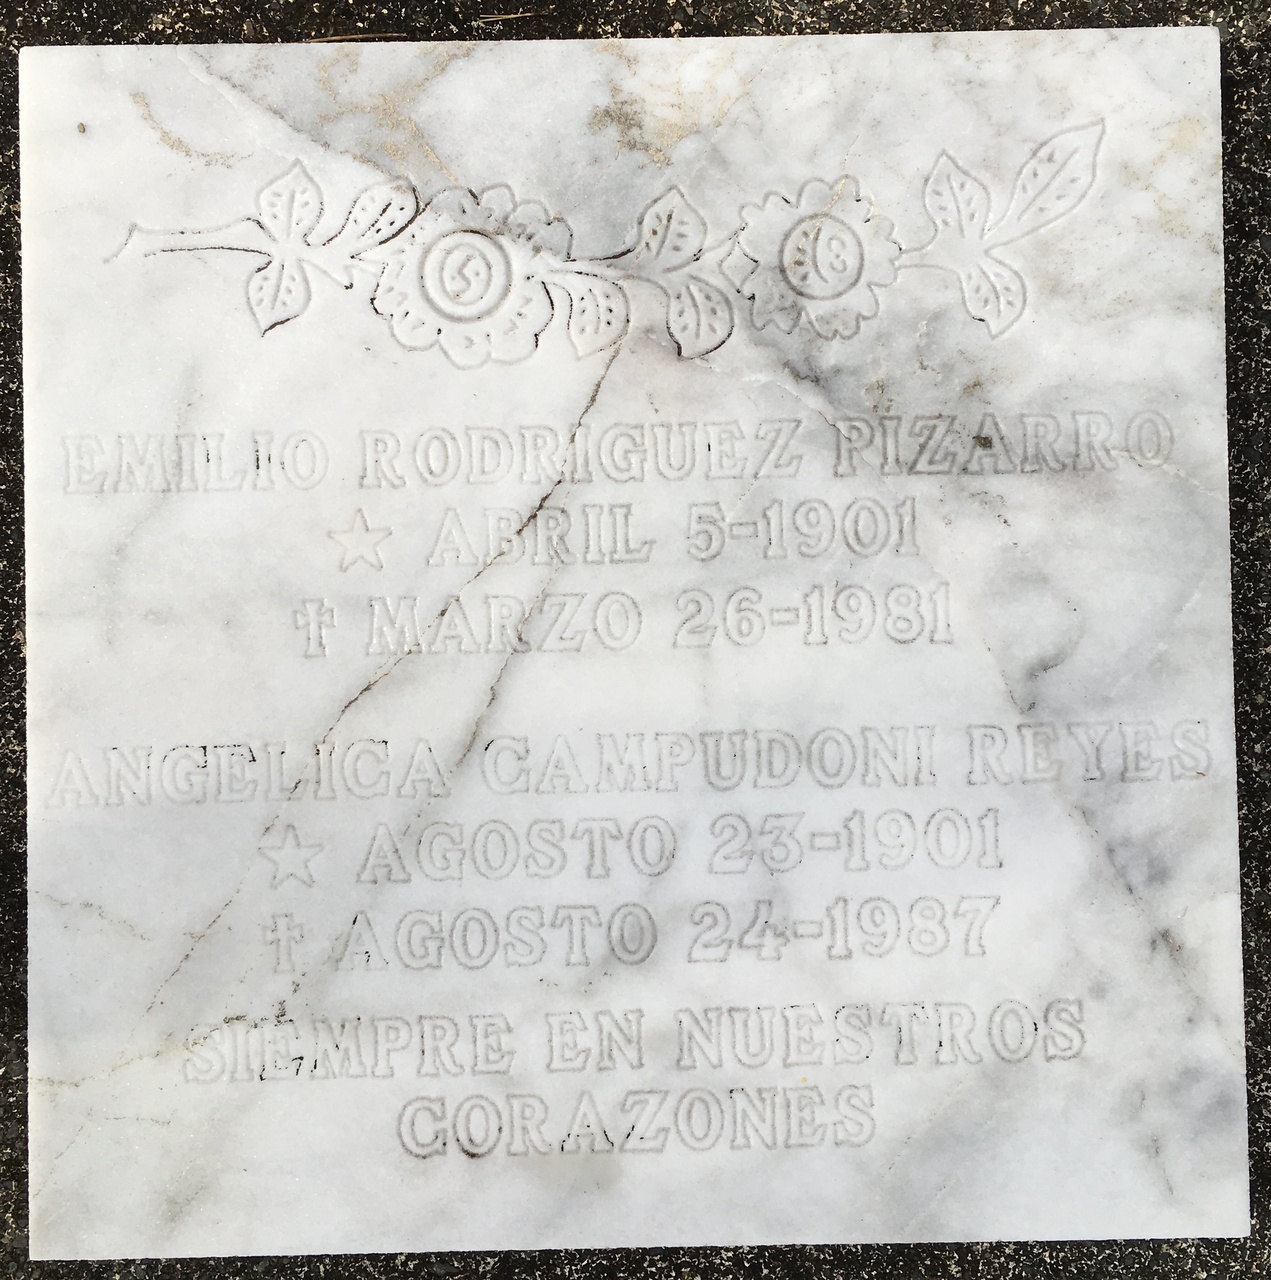 EMILIO RODRIGUEZ PIZARRO
☆ ABRIL 5-1901
✝ MARZO 26-1981
ANGELICA CAMPUDONI REYES
☆ AGOSTO 23-1901
✝ AGOSTO 24-1987
SIEMPRE EN NUESTROS
CORAZONES